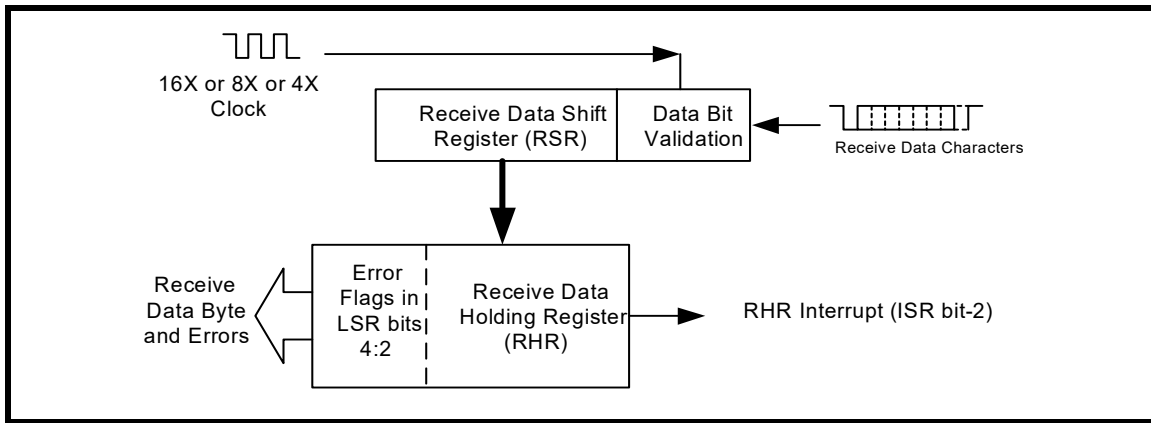 16X or 8X or 4X
Clock
Receive Data Shift
Register (RSR)
Data Bit
Validation
Receive Data Characters
Receive
Data Byte
and Errors
Error
Flags in
LSR bits
4:2
Receive Data
Holding Register
(RHR)
RHR Interrupt (ISR bit-2)